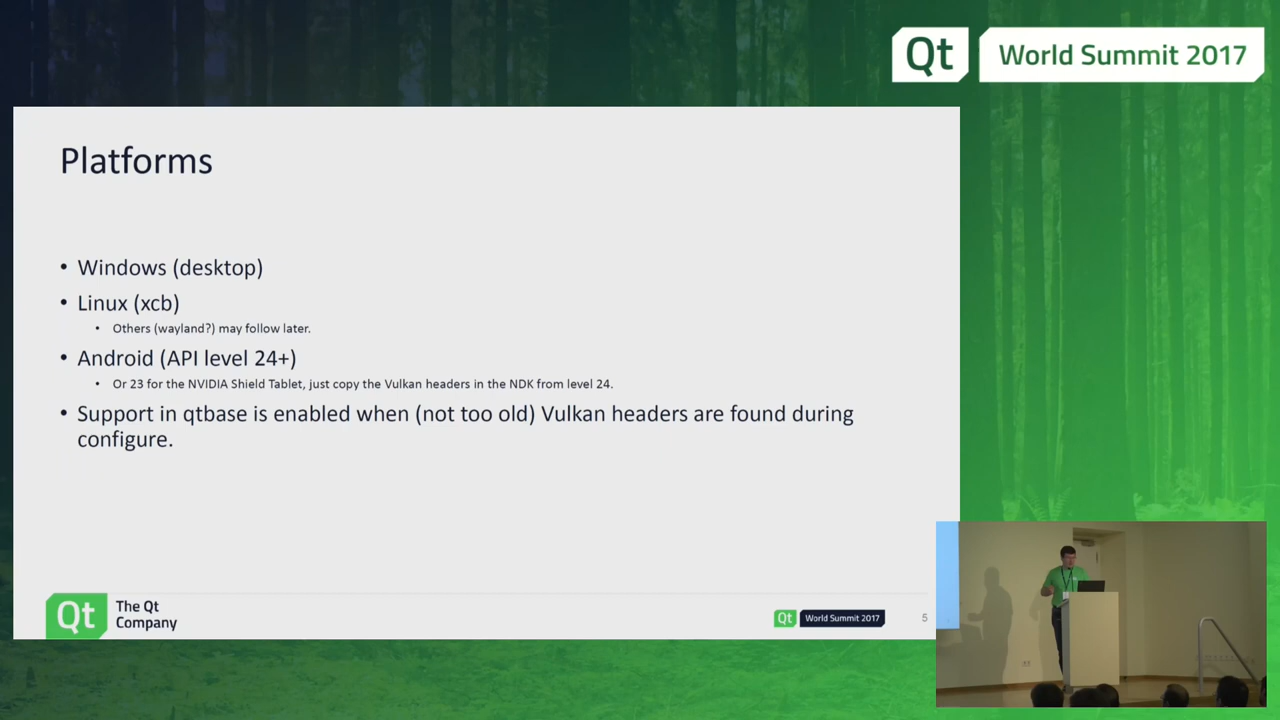 Qt World Summit 2017
Platforms
• Windows (desktop)
• Linux (xcb)
• Others (wayland?) may follow later.
• Android (API level 24+)
• Or 23 for the NVIDIA Shield Tablet, just copy the Vulkan headers in the NDK from level 24.
• Support in qtbase is enabled when (not too old) Vulkan headers are found during
configure.
Qt The Qt
Company
Qt World Summit 2017 5